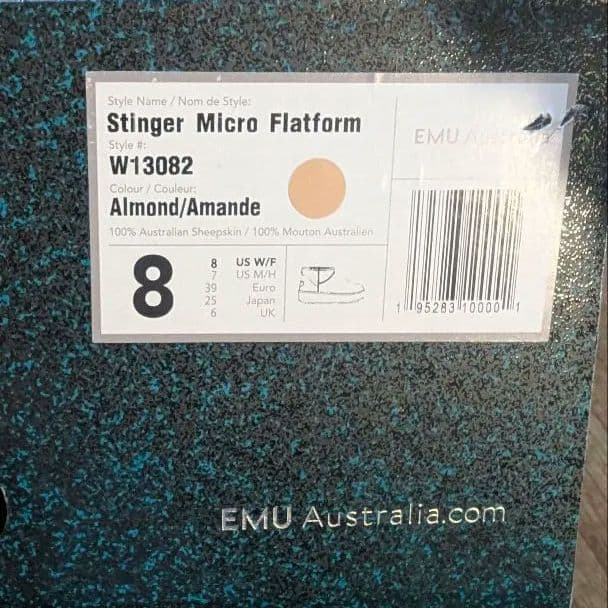 Style Name / Nom de Style:
Stinger Micro Flatform
Style #:
W13082
Colour / Couleur:
Almond/Amande
100% Australian Sheepskin / 100% Mouton Australien
8
8 US W/F
7 US M/H
39 Euro
25 Japan
6 UK
EMU Australia
1 95283 10000 1
EMU Australia.com